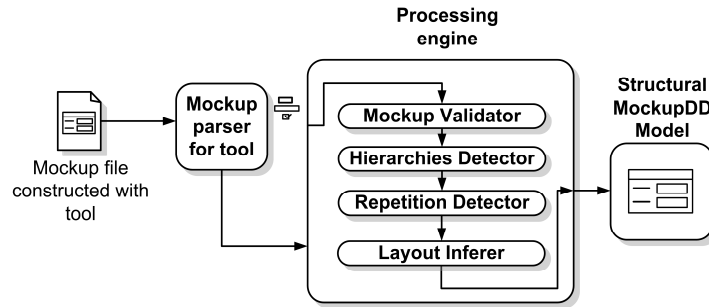 Processing
engine
Mockup file
constructed with
tool
Mockup
parser
for tool
Mockup Validator
Hierarchies Detector
Repetition Detector
Layout Inferer
Structural
MockupDD
Model